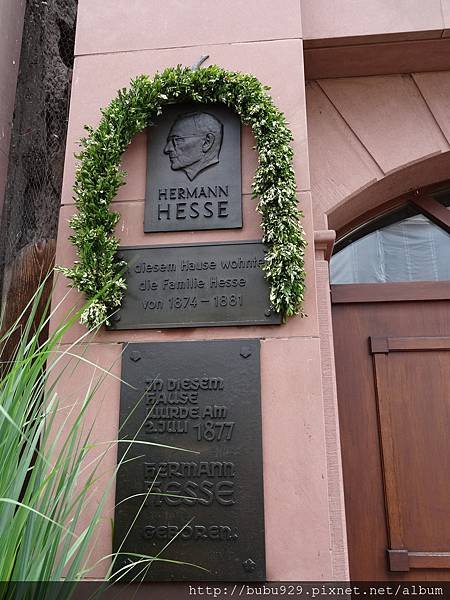 HERMANN
HESSE
diesem Hause wohnte
die Familie Hesse
von 1874 – 1881
IN DIESEM
HAUSE
WURDE AM
2.JULI 1877
HERMANN
HESSE
GEBOREN.
http://bubu929.pixnet.net/album